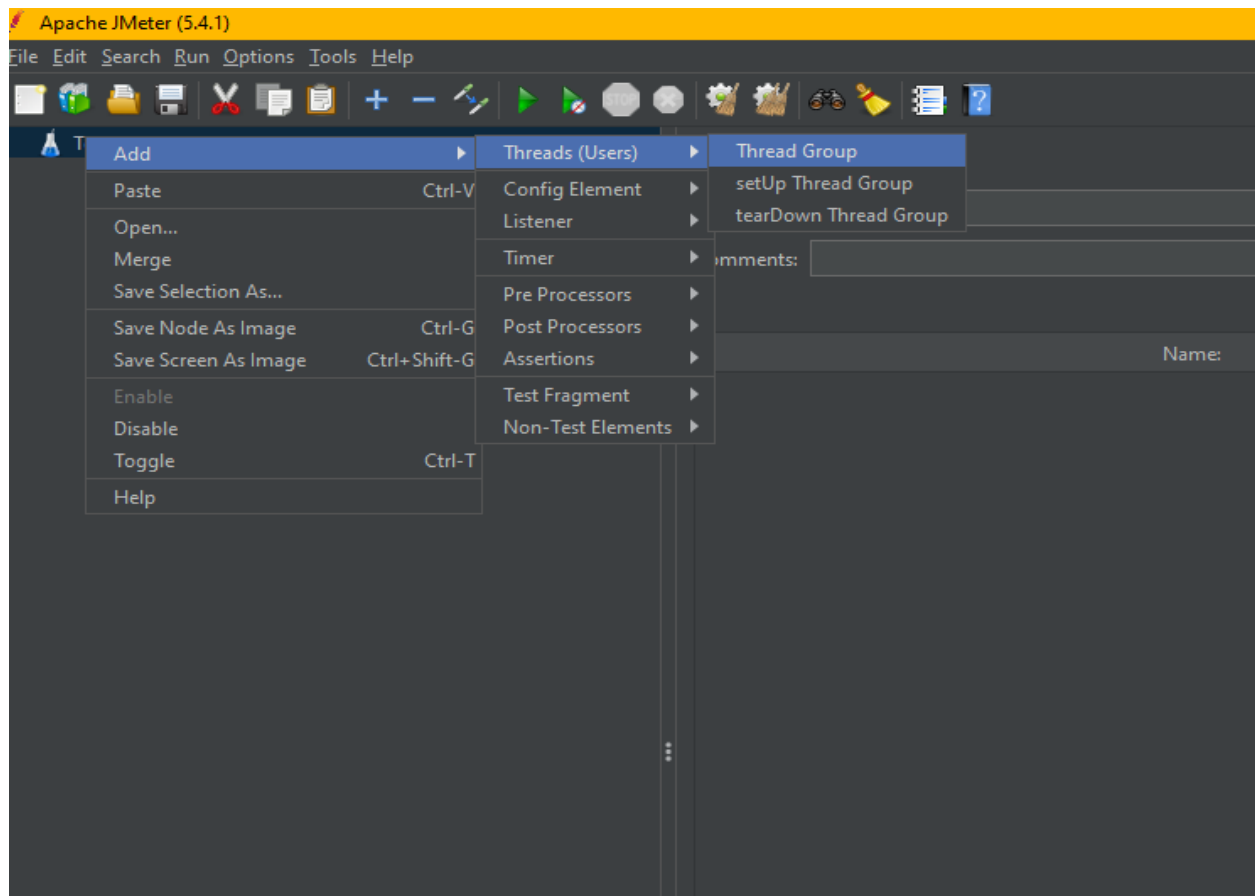 Apache JMeter (5.4.1)
File Edit Search Run Options Tools Help
STOP
T
Add
Paste Ctrl-V
Open...
Merge
Save Selection As...
Save Node As Image Ctrl-G
Save Screen As Image Ctrl+Shift-G
Enable
Disable
Toggle Ctrl-T
Help
Threads (Users)
Config Element
Listener
Timer
Pre Processors
Post Processors
Assertions
Test Fragment
Non-Test Elements
Thread Group
setUp Thread Group
tearDown Thread Group
omments:
Name: